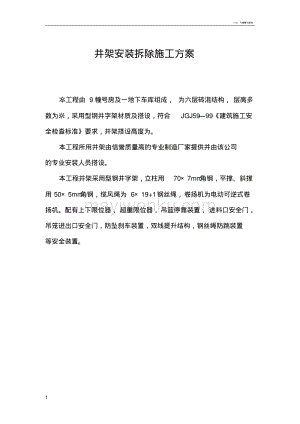 井架安装拆除施工方案
本工程由 9 幢号房及一地下车库组成， 为六层砖混结构， 层高多
数为米，采用型钢井字架材质及搭设，符合 JGJ59—99《建筑施工安
全检查标准》要求，井架搭设高度为。
本工程所用井架由信誉质量高的专业制造厂家提供并由该公司
的专业安装人员搭设。
本工程井架采用型钢井字架，立柱用 70× 7mm角钢，平撑、斜撑
用 50× 5mm角钢，缆风绳为 6× 19+1钢丝绳，卷扬机为电动可逆式卷
扬机。配有上下限位器， 超重限位器，吊篮停靠装置，进料口安全门，
吊笼进出口安全门，防坠刹车装置，双线提升结构，钢丝绳防跳装置
等安全装置。
mayiwenku.com
1